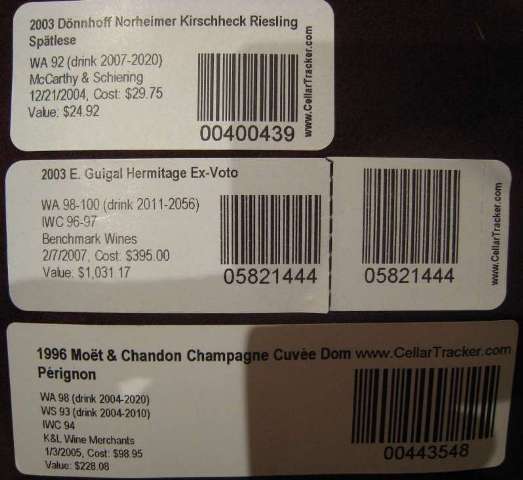 2003 Dönnhoff Norheimer Kirschheck Riesling
Spätlese
WA 92 (drink 2007-2020)
McCarthy & Schiering
12/21/2004, Cost: $29.75
Value: $24.92
00400439
www.CellarTracker.com
2003 E. Guigal Hermitage Ex-Voto
WA 98-100 (drink 2011-2056)
IWC 96-97
Benchmark Wines
2/7/2007, Cost: $395.00
Value: $1,031.17
05821444
05821444
www.CellarTracker.com
1996 Moët & Chandon Champagne Cuvée Dom www.CellarTracker.com
Pérignon
WA 98 (drink 2004-2020)
WS 93 (drink 2004-2010)
IWC 94
K&L Wine Merchants
1/3/2005, Cost: $98.95
Value: $228.08
00443548